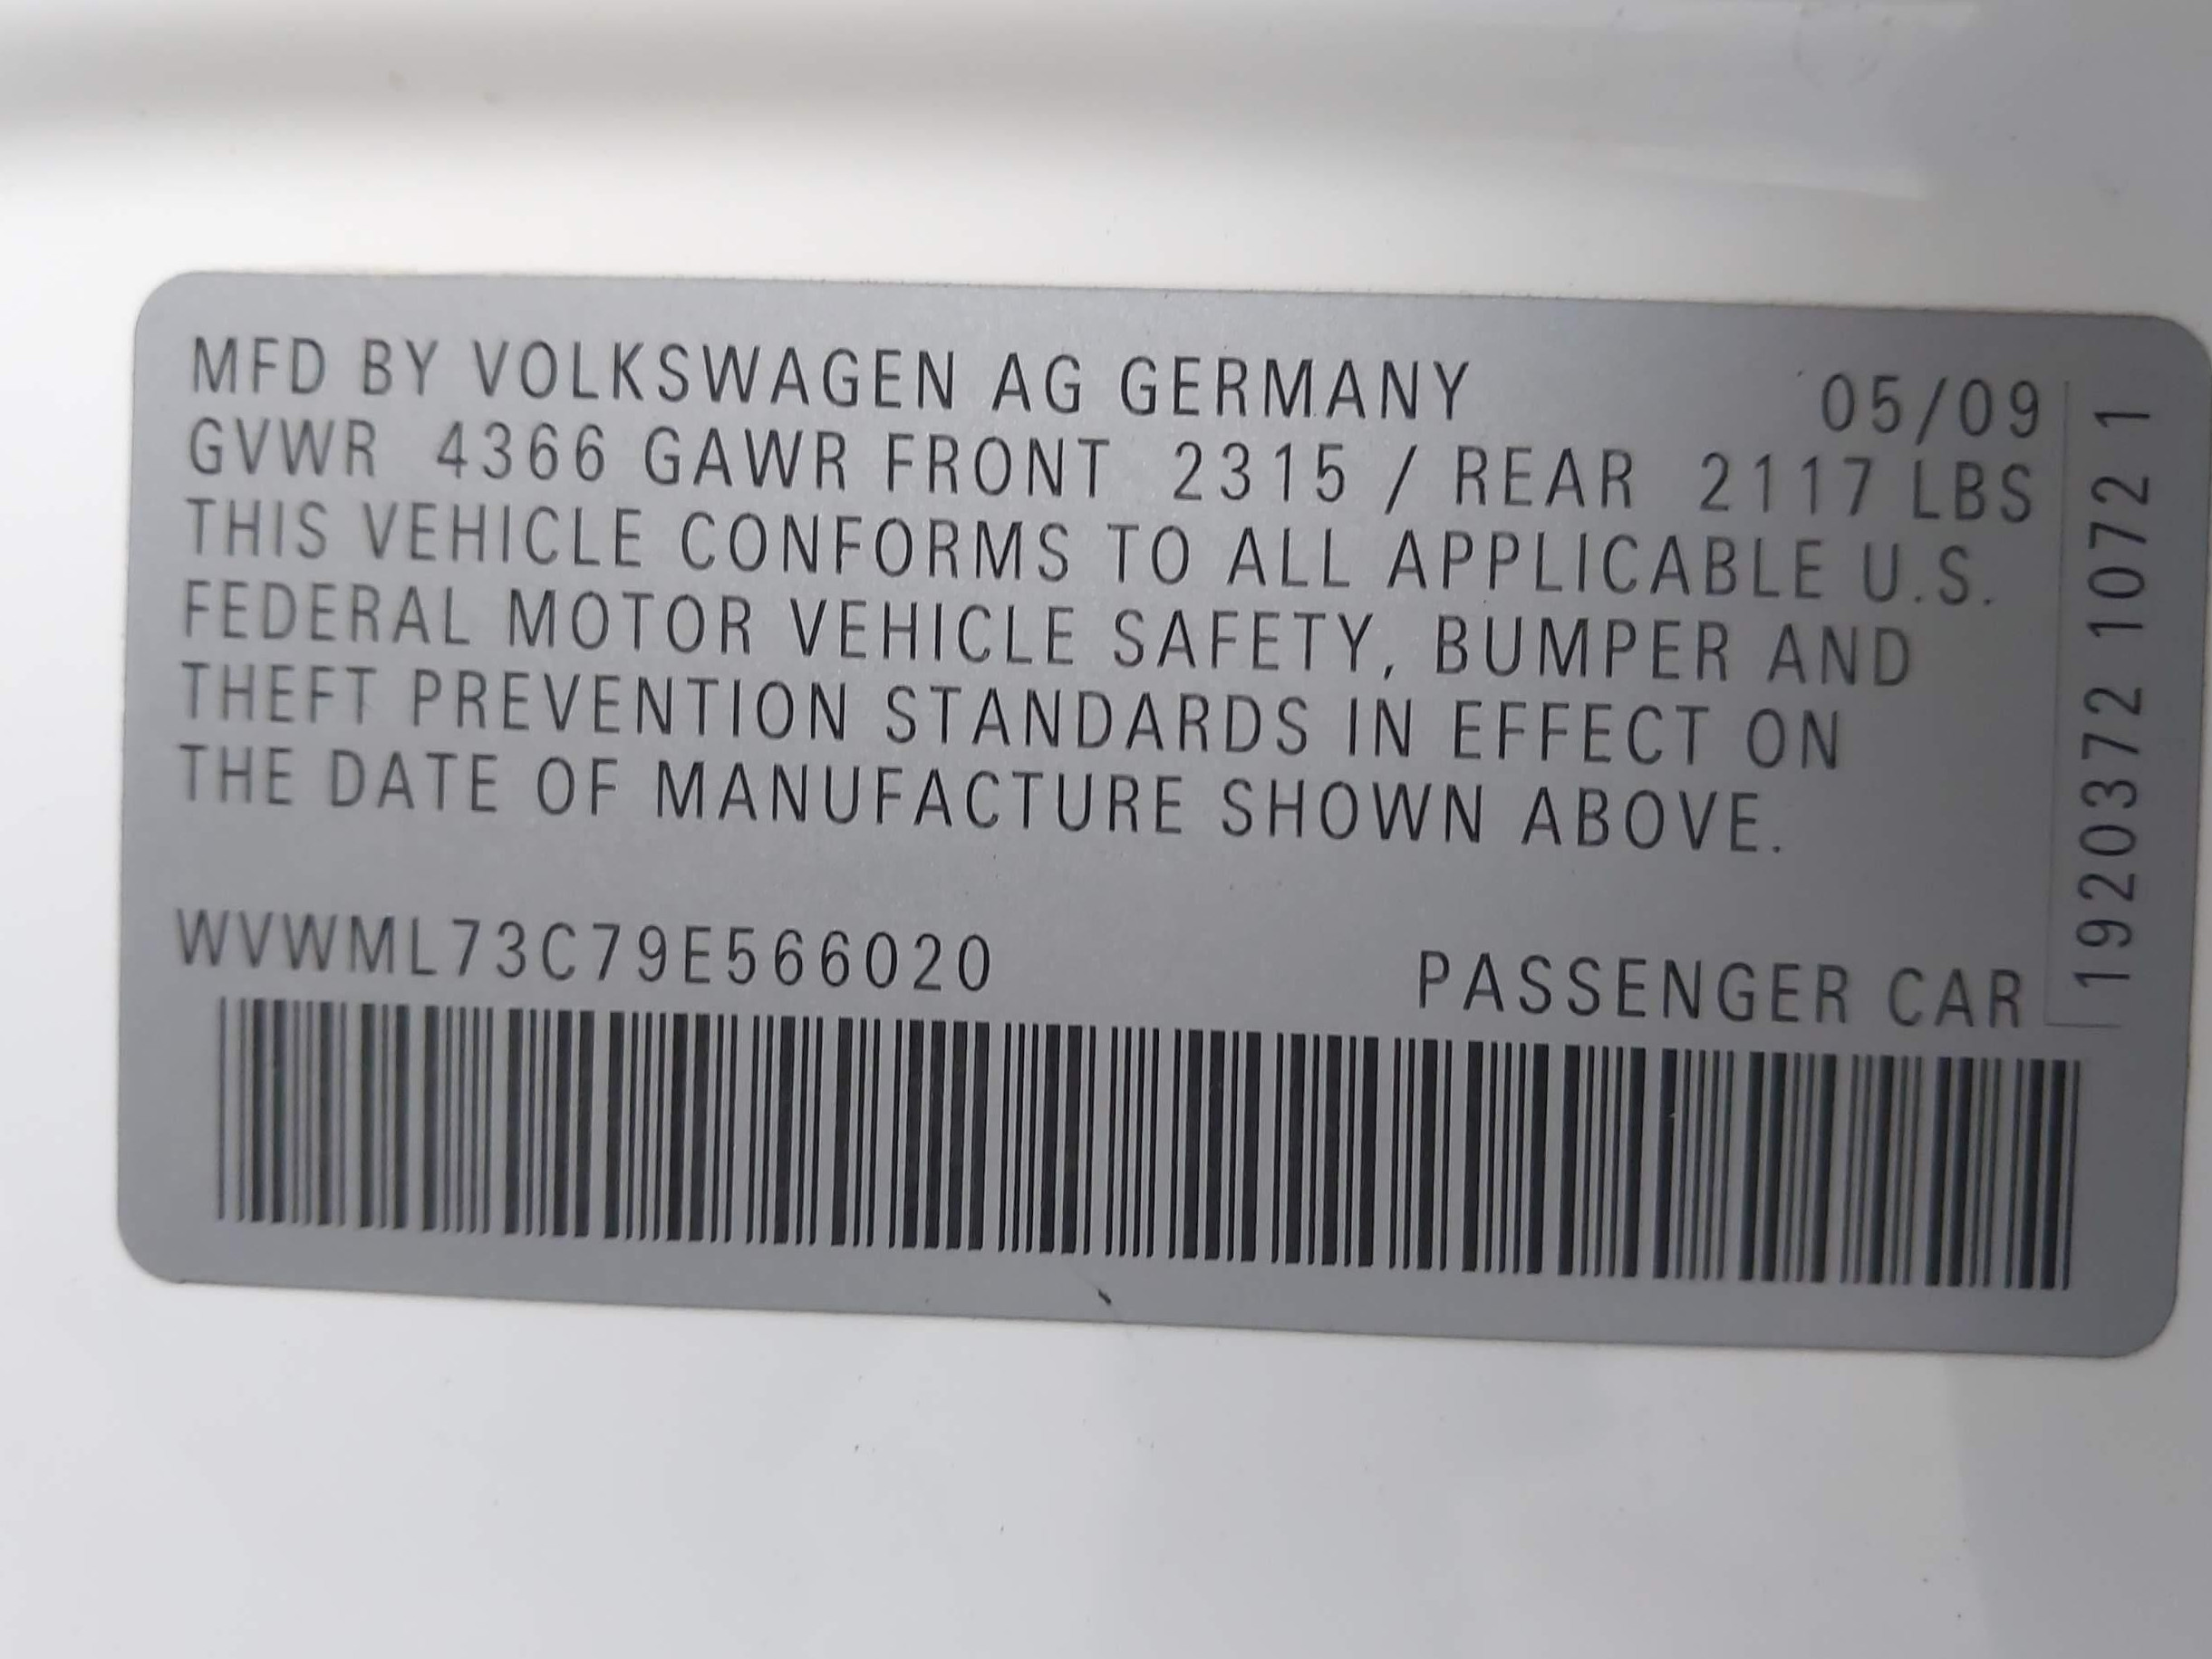 MFD BY VOLKSWAGEN AG GERMANY 05/09
GVWR 4366 GAWR FRONT 2315 / REAR 2117 LBS
THIS VEHICLE CONFORMS TO ALL APPLICABLE U.S.
FEDERAL MOTOR VEHICLE SAFETY, BUMPER AND
THEFT PREVENTION STANDARDS IN EFFECT ON
THE DATE OF MANUFACTURE SHOWN ABOVE.
WVWML73C79E566020 PASSENGER CAR
1920372 1072 1